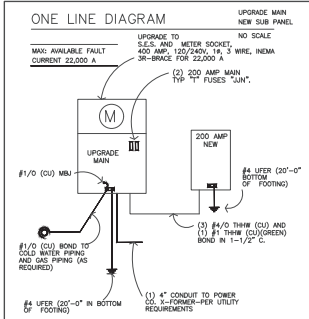 ONE LINE DIAGRAM
UPGRADE MAIN
NEW SUB PANEL
NO SCALE
MAX: AVAILABLE FAULT
CURRENT 22,000 A
UPGRADE TO
S.E.S. AND METER SOCKET,
400 AMP, 120/240V, 1#, 3 WIRE, INEMA
3R-BRACE FOR 22,000 A
(2) 200 AMP MAIN
TYP "T" FUSES "JJN".
M
200 AMP
NEW
UPGRADE
MAIN
#1/0 (CU) MBJ
#4 UFER (20'-0"
BOTTOM
OF FOOTING)
(3) #4/O THHW (CU) AND
(1) #1 THHW (CU)(GREEN)
BOND IN 1-1/2" C.
#1/0 (CU) BOND TO
COLD WATER PIPING
AND GAS PIPING (AS
REQUIRED)
#4 UFER (20'-0" IN BOTTOM
OF FOOTING)
(1) 4" CONDUIT TO POWER
CO. X-FORMER-PER UTILITY
REQUIREMENTS